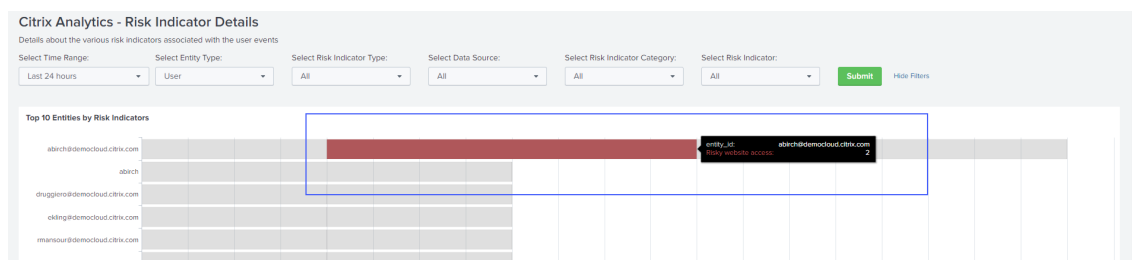 Citrix Analytics - Risk Indicator Details
Details about the various risk indicators associated with the user events
Select Time Range: Select Entity Type: Select Risk Indicator Type: Select Data Source: Select Risk Indicator Category: Select Risk Indicator:
Last 24 hours User All All All All Submit Hide Filters
Top 10 Entities by Risk Indicators
abirch@democloud.citrix.com
entity_id: abirch@democloud.citrix.com
Risky website access: 2
abirch
druggiero@democloud.citrix.com
ekling@democloud.citrix.com
rmansour@democloud.citrix.com